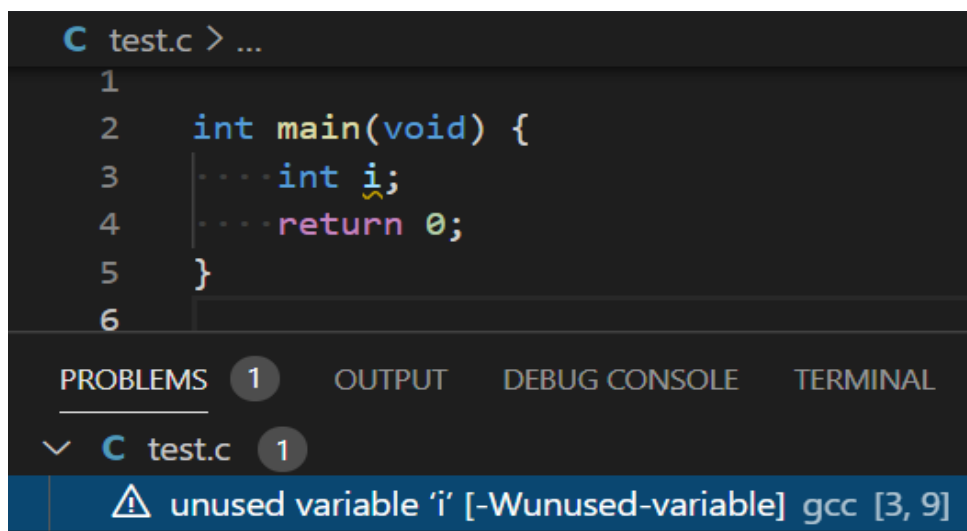 C test.c > ...
1
2 int main(void) {
3 ····int i;
4 ····return 0;
5 }
6
PROBLEMS 1 OUTPUT DEBUG CONSOLE TERMINAL
C test.c 1
unused variable ‘i’ [-Wunused-variable] gcc [3, 9]